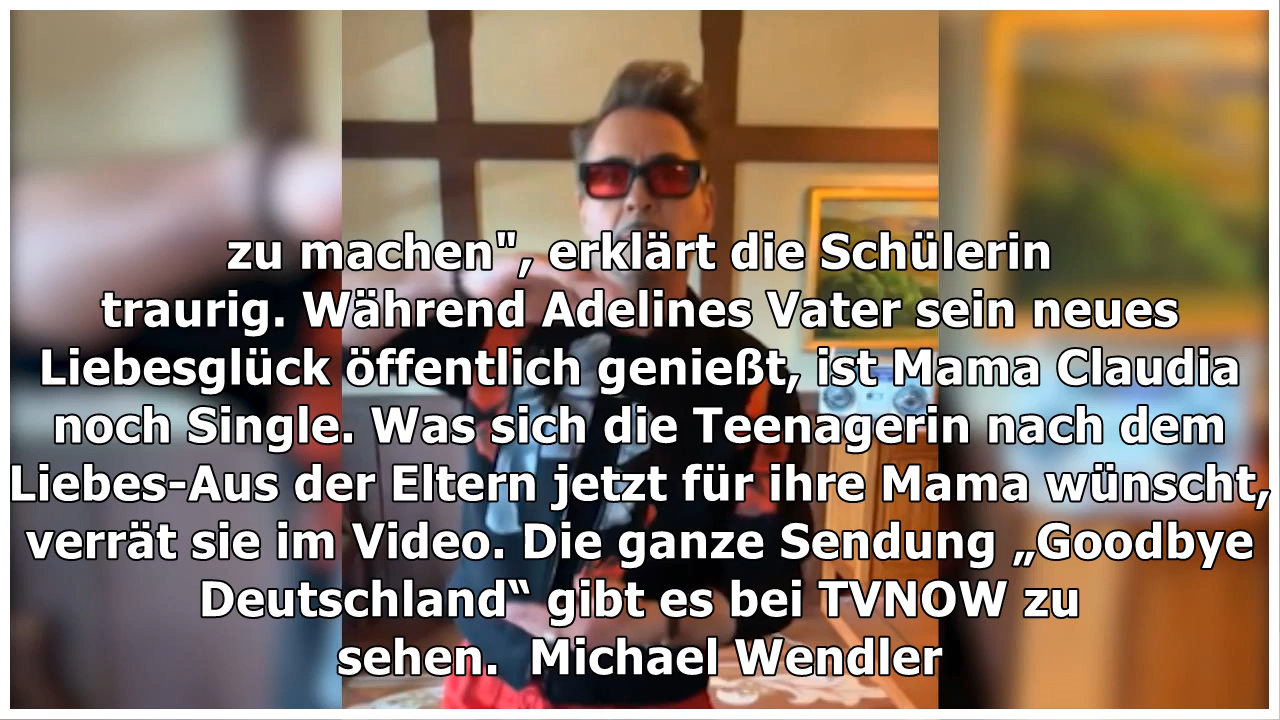 zu machen", erklärt die Schülerin
traurig. Während Adelines Vater sein neues
Liebesglück öffentlich genießt, ist Mama Claudia
noch Single. Was sich die Teenagerin nach dem
Liebes-Aus der Eltern jetzt für ihre Mama wünscht,
verrät sie im Video. Die ganze Sendung „Goodbye
Deutschland“ gibt es bei TVNOW zu
sehen.  Michael Wendler